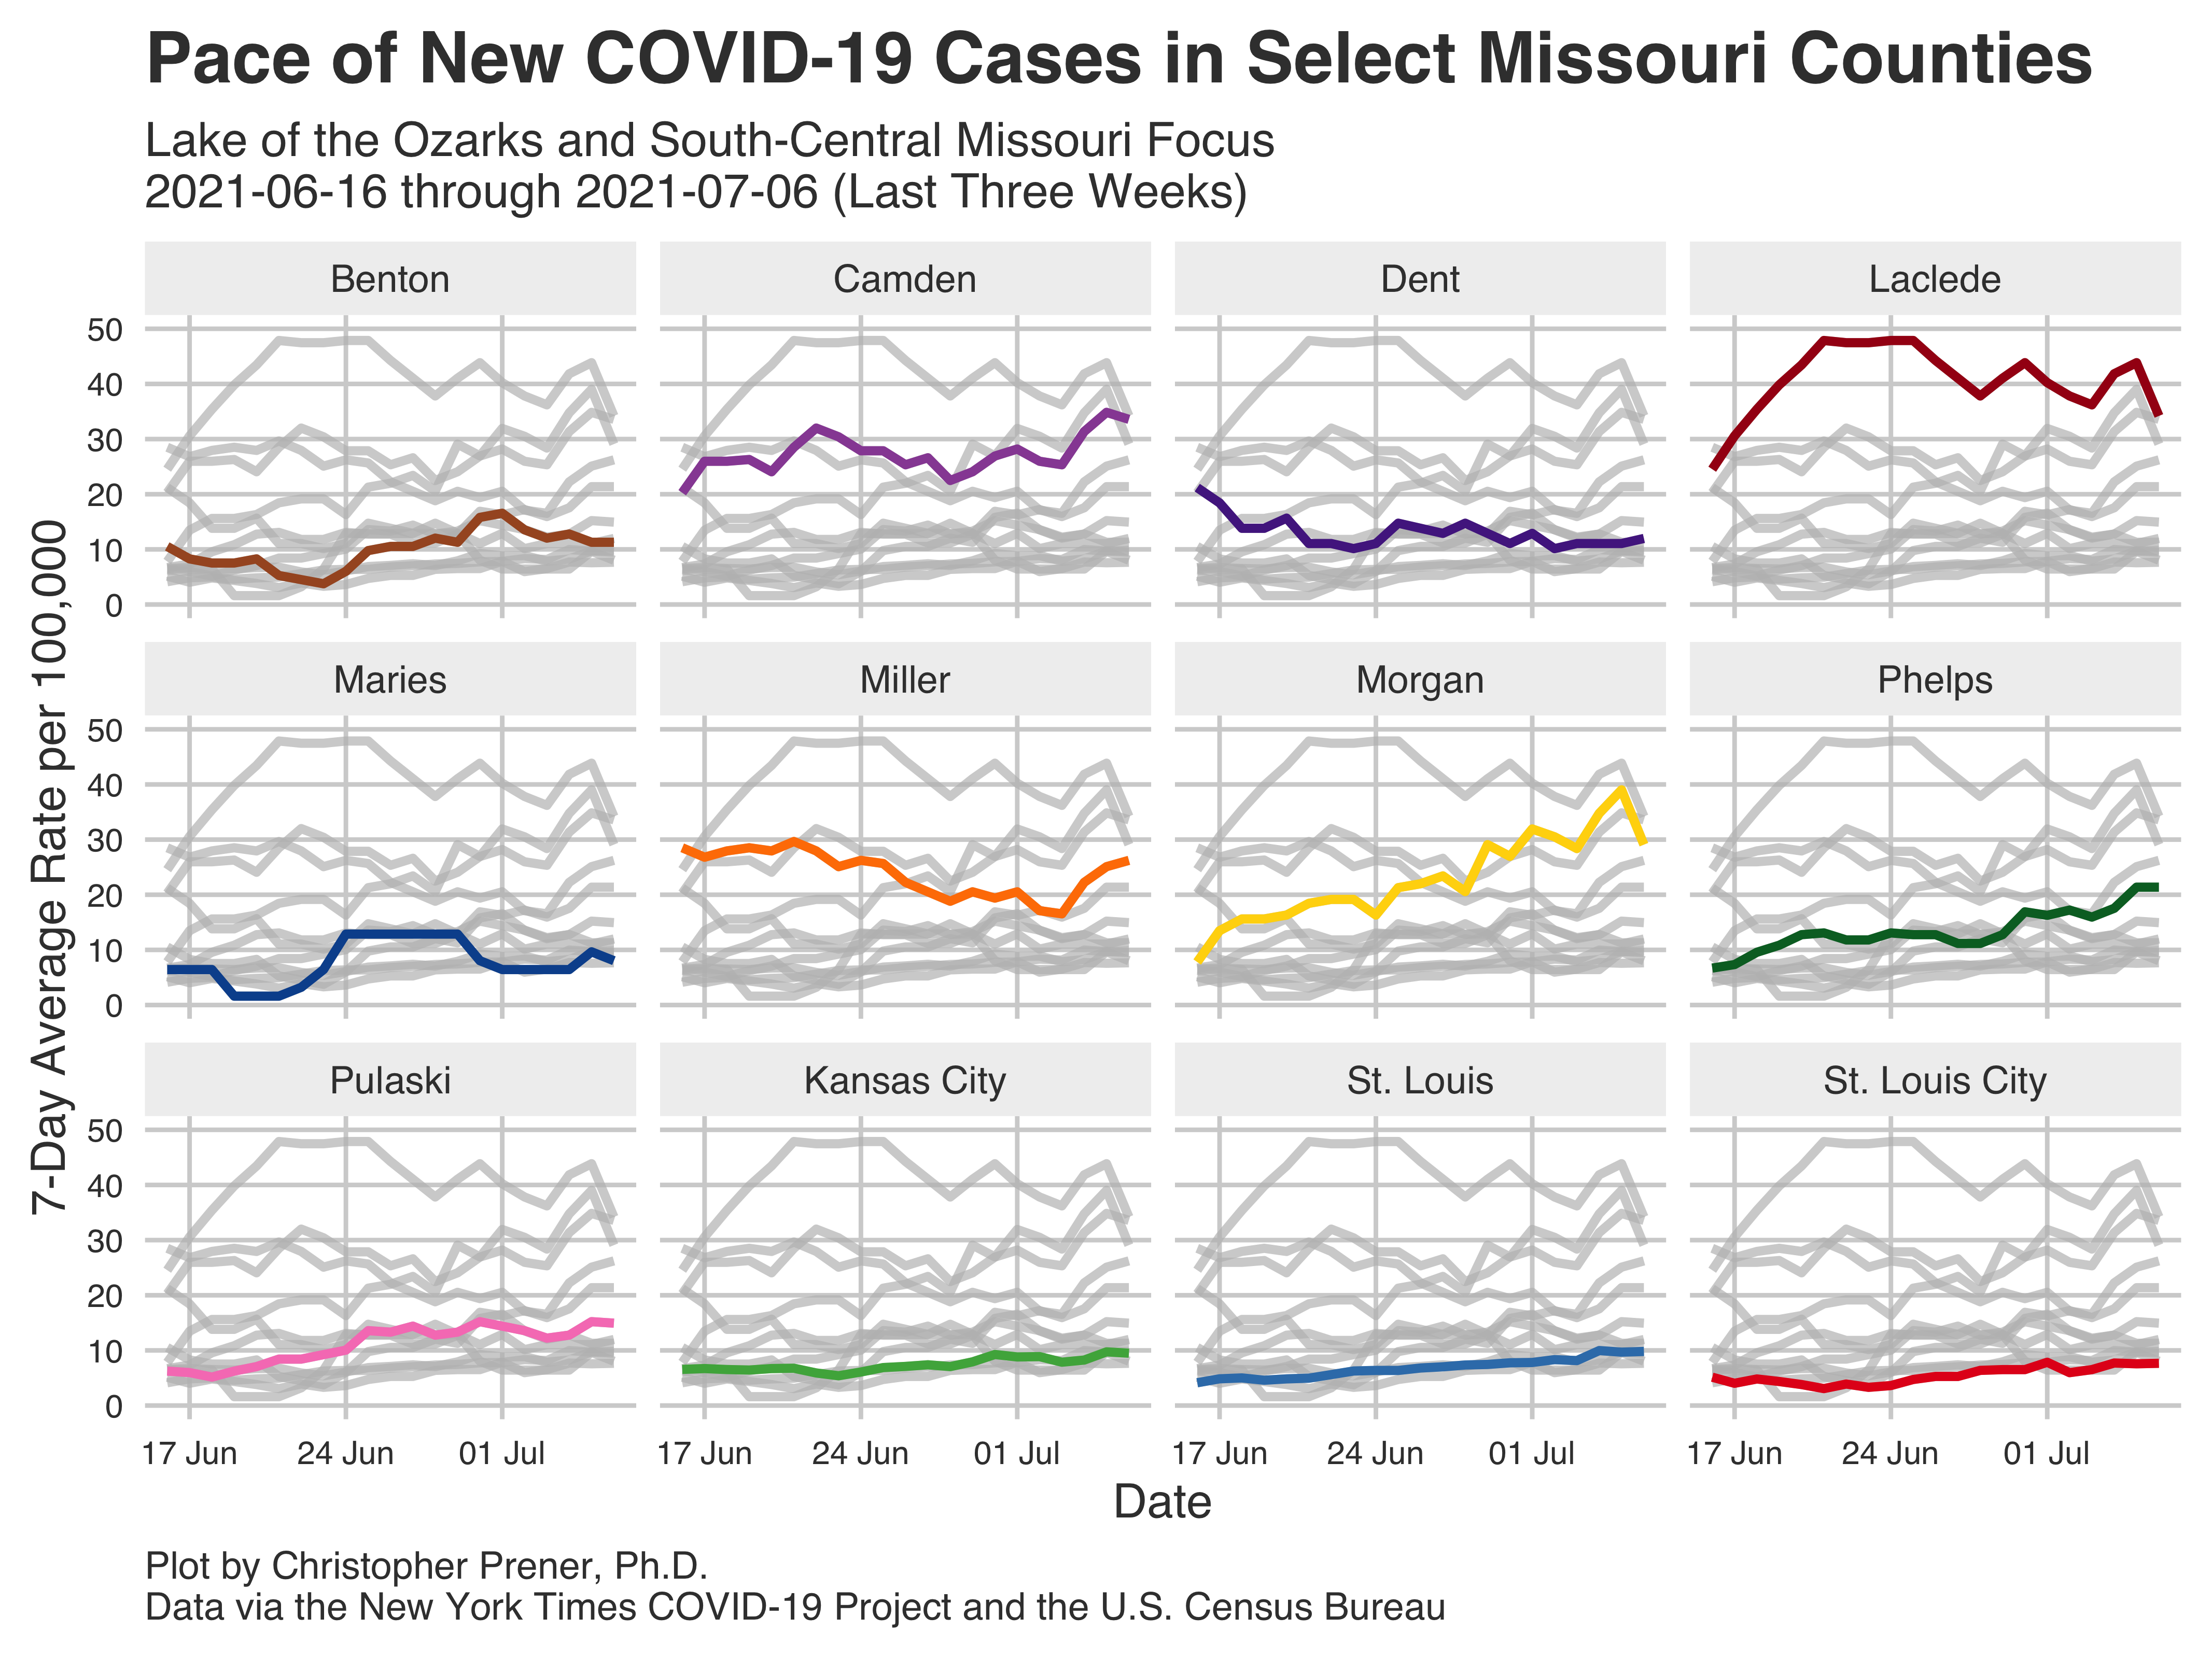 Pace of New COVID-19 Cases in Select Missouri Counties
Lake of the Ozarks and South-Central Missouri Focus
2021-06-16 through 2021-07-06 (Last Three Weeks)
7-Day Average Rate per 100,000
Benton
Camden
Dent
Laclede
50
40
30
20
10
0
Maries
Miller
Morgan
Phelps
50
40
30
20
10
0
Pulaski
Kansas City
St. Louis
St. Louis City
50
40
30
20
10
0
17 Jun 24 Jun 01 Jul
17 Jun 24 Jun 01 Jul
17 Jun 24 Jun 01 Jul
17 Jun 24 Jun 01 Jul
Date
Plot by Christopher Prener, Ph.D.
Data via the New York Times COVID-19 Project and the U.S. Census Bureau